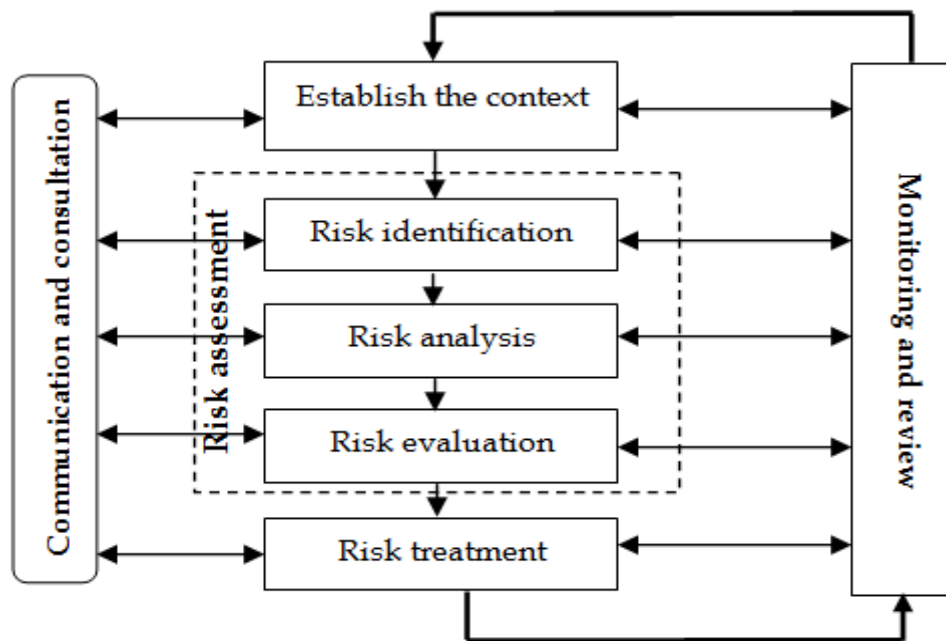 Communication and consultation
Establish the context
Risk assessment
Risk identification
Risk analysis
Risk evaluation
Risk treatment
Monitoring and review